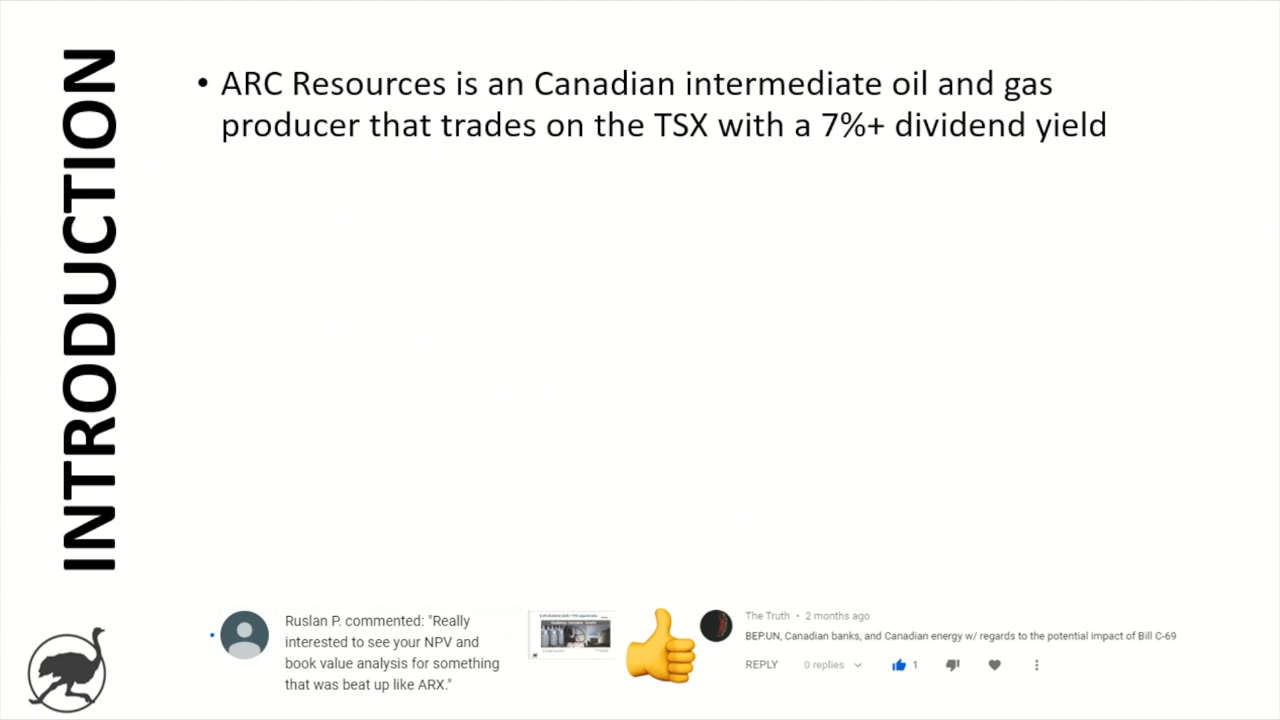 INTRODUCTION
• ARC Resources is an Canadian intermediate oil and gas
producer that trades on the TSX with a 7%+ dividend yield
Ruslan P. commented: "Really
interested to see your NPV and
book value analysis for something
that was beat up like ARX."
The Truth • 2 months ago
BEP.UN, Canadian banks, and Canadian energy w/ regards to the potential impact of Bill C-69
REPLY 0 replies 1